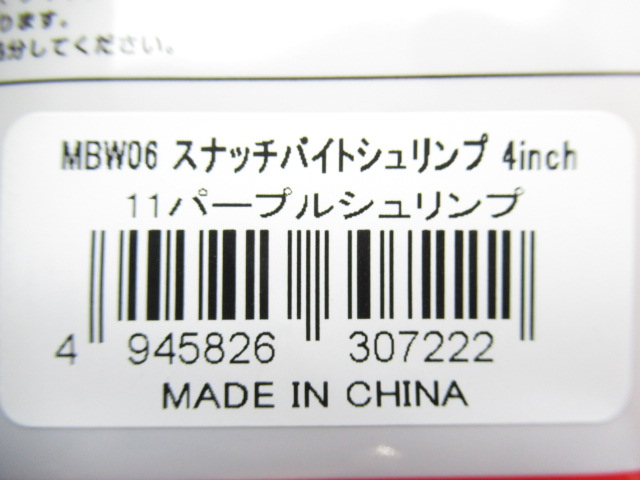 ります。
処分してください。
MBW06 スナッチバイトシュリンプ 4inch
11パープルシュリンプ
4 945826 307222
MADE IN CHINA